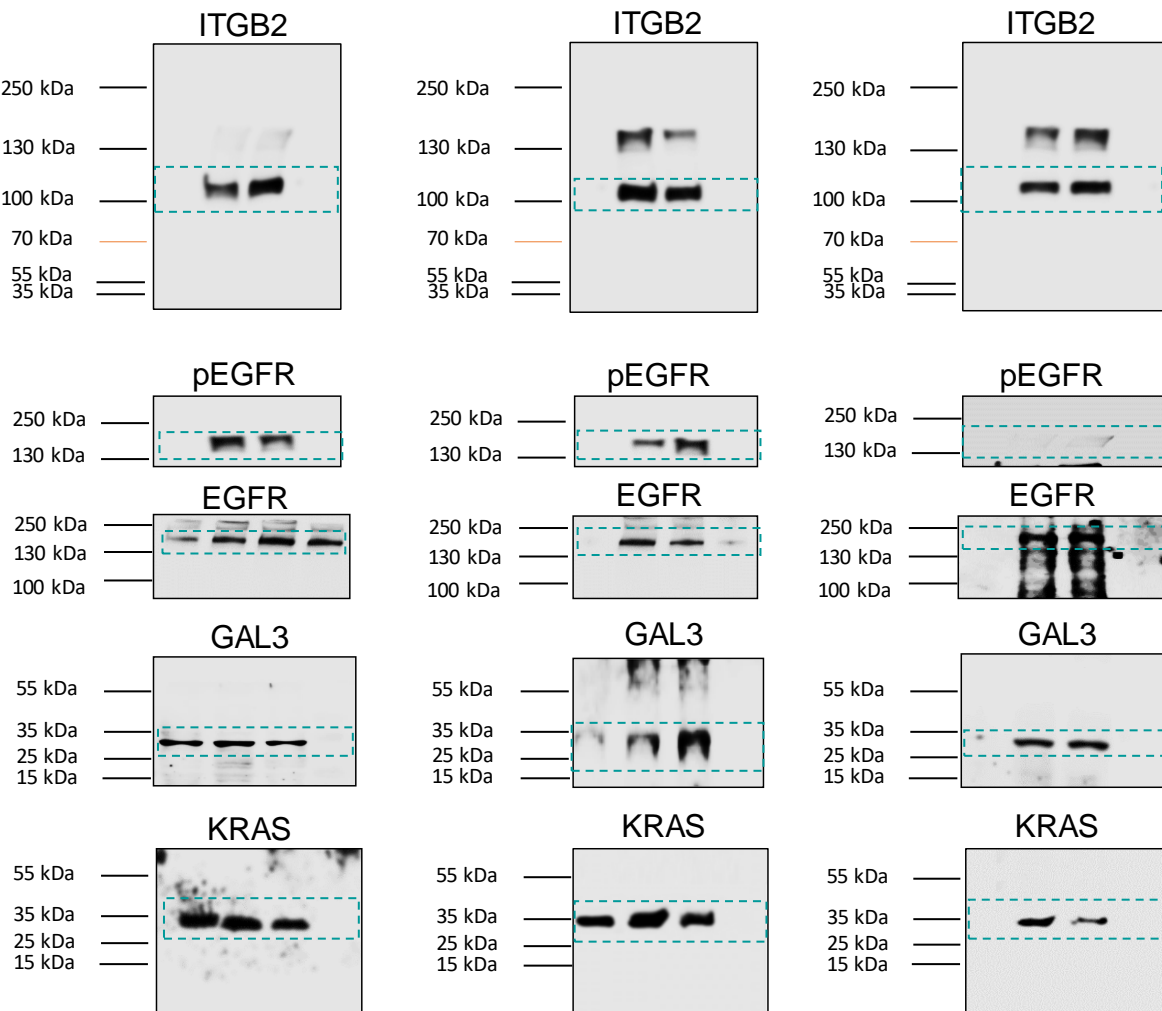 ITGB2
250 kDa
130 kDa
100 kDa
70 kDa
55 kDa
35 kDa
ITGB2
250 kDa
130 kDa
100 kDa
70 kDa
55 kDa
35 kDa
ITGB2
250 kDa
130 kDa
100 kDa
70 kDa
55 kDa
35 kDa
pEGFR
250 kDa
130 kDa
pEGFR
250 kDa
130 kDa
pEGFR
250 kDa
130 kDa
EGFR
250 kDa
130 kDa
100 kDa
EGFR
250 kDa
130 kDa
100 kDa
EGFR
250 kDa
130 kDa
100 kDa
GAL3
55 kDa
35 kDa
25 kDa
15 kDa
GAL3
55 kDa
35 kDa
25 kDa
15 kDa
GAL3
55 kDa
35 kDa
25 kDa
15 kDa
KRAS
55 kDa
35 kDa
25 kDa
15 kDa
KRAS
55 kDa
35 kDa
25 kDa
15 kDa
KRAS
55 kDa
35 kDa
25 kDa
15 kDa